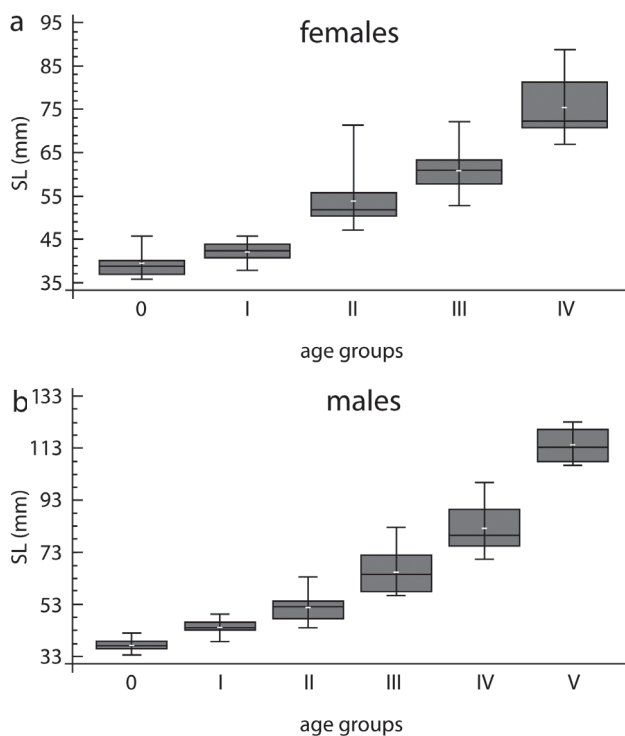 a
females
95
85
75
65
55
45
35
SL (mm)
0 I II III IV
age groups
b
males
133
113
93
73
53
33
SL (mm)
0 I II III IV V
age groups